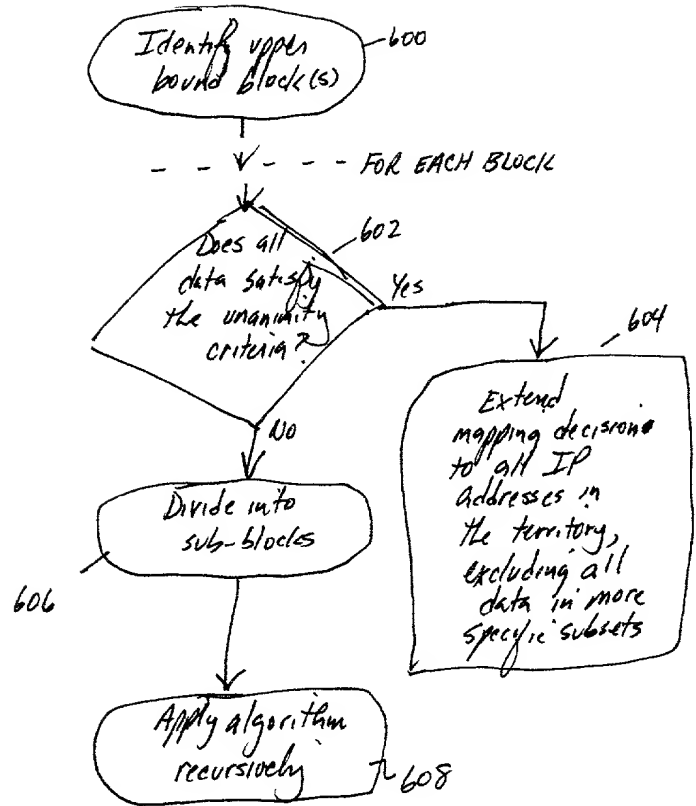 Identify upper
bound block(s)
600
FOR EACH BLOCK
602
Does all
data satisfy
the unanimity
criteria?
Yes
604
Extend
mapping decision
to all IP
addresses in
the territory,
excluding all
data in more
specific subsets
No
Divide into
sub-blocks
606
Apply algorithm
recursively
608